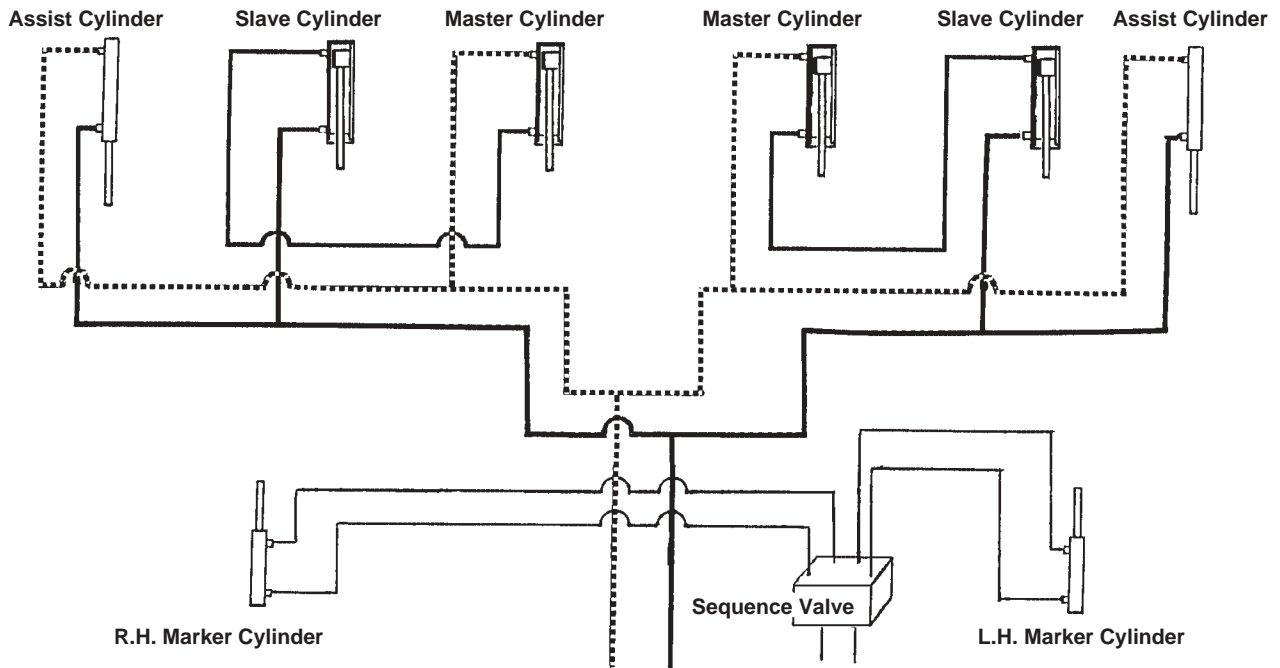 Assist Cylinder Slave Cylinder Master Cylinder Master Cylinder Slave Cylinder Assist Cylinder
Sequence Valve
R.H. Marker Cylinder L.H. Marker Cylinder